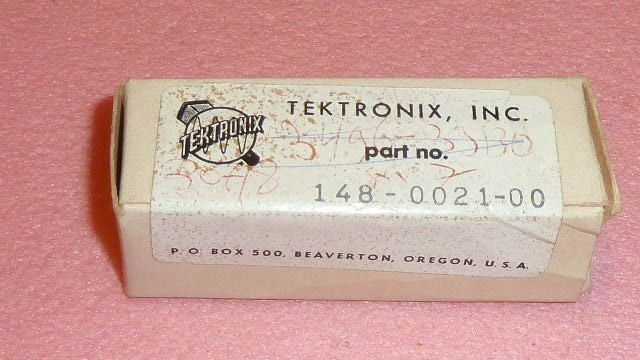 TEKTRONIX, INC.
TEKTRONIX
part no.
148-0021-00
P.O. BOX 500, BEAVERTON, OREGON, U.S.A.